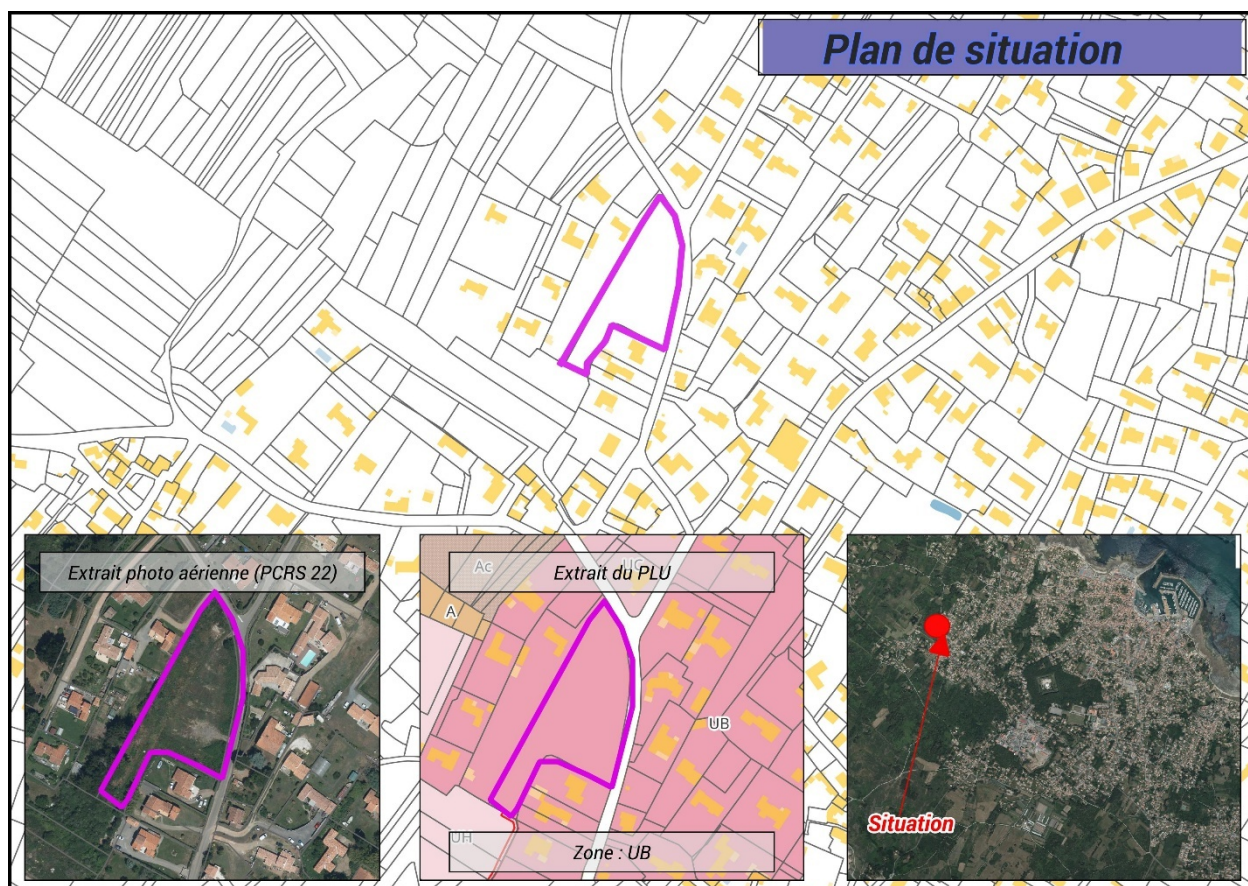 Plan de situation
Extrait photo aérienne (PCRS 22)
Ac
UC
Extrait du PLU
A
UB
UH
Zone : UB
Situation